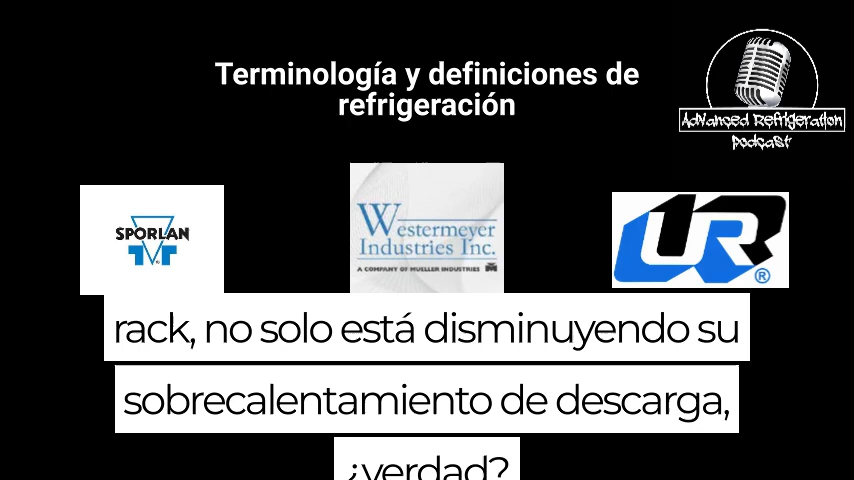 Terminología y definiciones de
refrigeración
Advanced Refrigeration
Podcast
SPORLAN
Westermeyer
Industries Inc.
A COMPANY OF MUELLER INDUSTRIES
UR®
rack, no solo está disminuyendo su
sobrecalentamiento de descarga,
¿verdad?